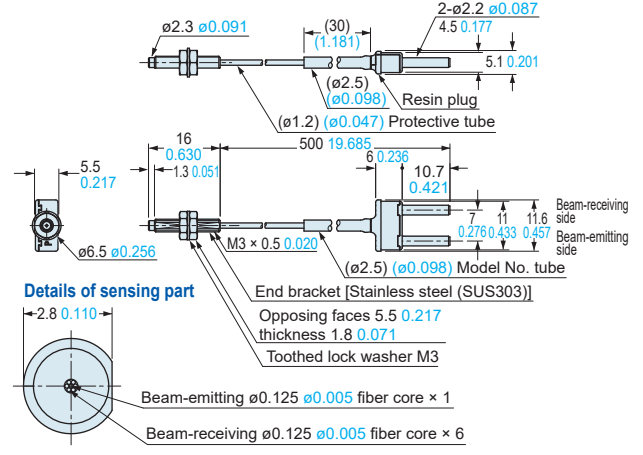 ø2.3 ø0.091
(30)
(1.181)
2-ø2.2 ø0.087
4.5 0.177
5.1 0.201
(ø2.5)
(ø0.098)
Resin plug
(ø1.2) (ø0.047) Protective tube
16
0.630
500 19.685
1.3 0.051
6 0.236
10.7
0.421
5.5
0.217
7
0.276
11
0.433
11.6
0.457
Beam-receiving
side
Beam-emitting
side
ø6.5 ø0.256
M3 × 0.5 0.020
(ø2.5) (ø0.098) Model No. tube
End bracket [Stainless steel (SUS303)]
Opposing faces 5.5 0.217
thickness 1.8 0.071
Toothed lock washer M3
Details of sensing part
2.8 0.110
Beam-emitting ø0.125 ø0.005 fiber core × 1
Beam-receiving ø0.125 ø0.005 fiber core × 6